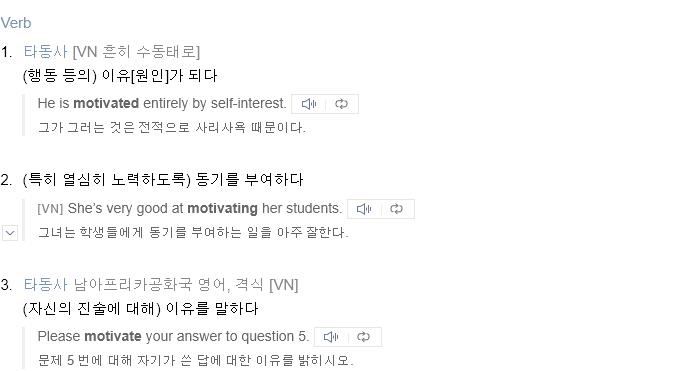 Verb
1. 타동사 [VN 흔히 수동태로]
(행동 등의) 이유[원인]가 되다
He is motivated entirely by self-interest.
그가 그러는 것은 전적으로 사리사욕 때문이다.
2. (특히 열심히 노력하도록) 동기를 부여하다
[VN] She’s very good at motivating her students.
그녀는 학생들에게 동기를 부여하는 일을 아주 잘한다.
3. 타동사 남아프리카공화국 영어, 격식 [VN]
(자신의 진술에 대해) 이유를 말하다
Please motivate your answer to question 5.
문제 5 번에 대해 자기가 쓴 답에 대한 이유를 밝히시오.